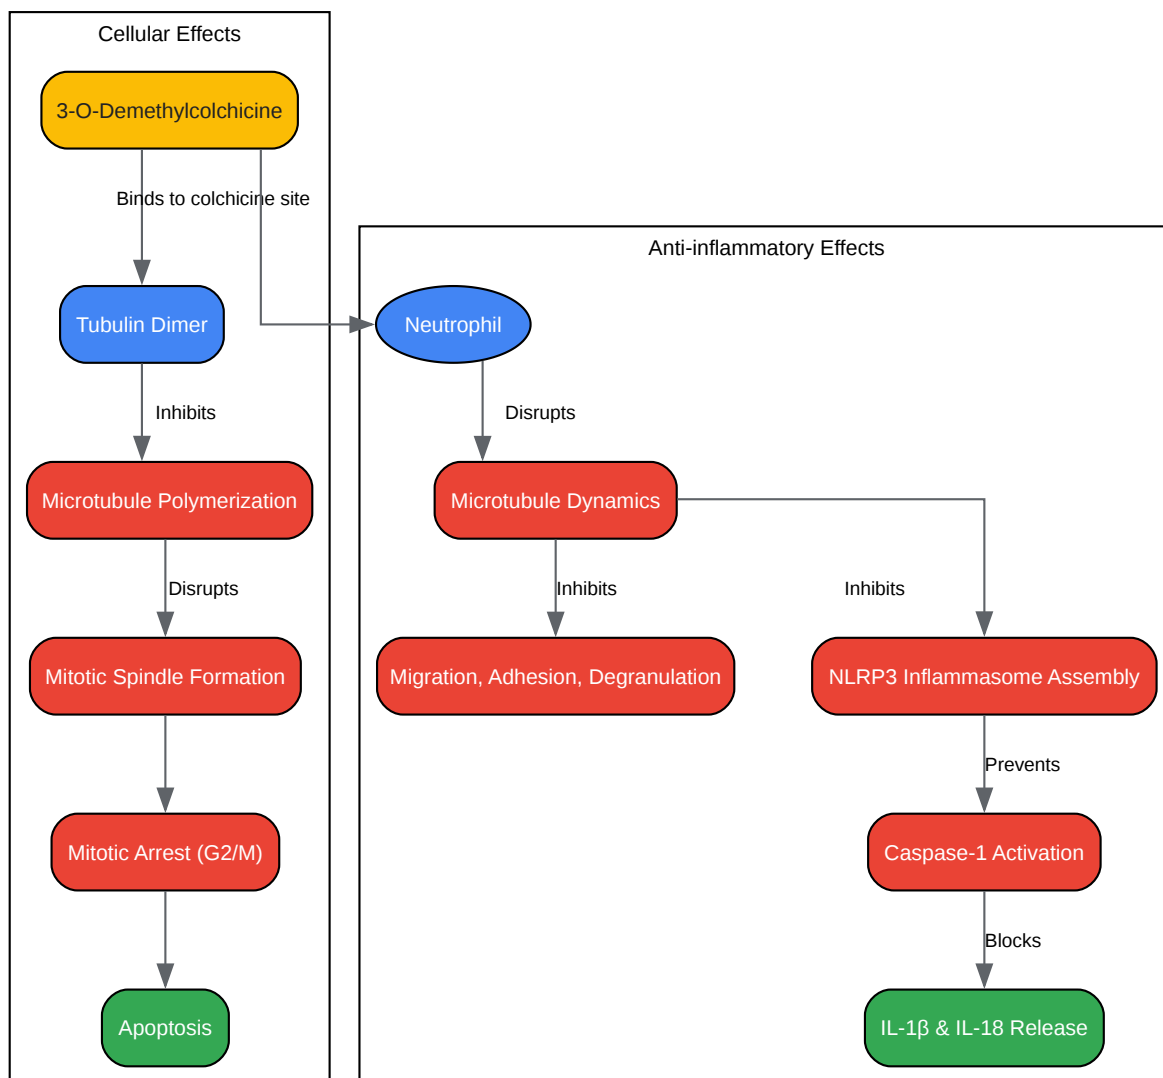 Cellular Effects
3-O-Demethylcolchicine
Binds to colchicine site
Anti-inflammatory Effects
Tubulin Dimer
Neutrophil
Inhibits
Disrupts
Microtubule Polymerization
Microtubule Dynamics
Disrupts
Inhibits
Inhibits
Mitotic Spindle Formation
Migration, Adhesion, Degranulation
NLRP3 Inflammasome Assembly
Prevents
Mitotic Arrest (G2/M)
Caspase-1 Activation
Blocks
Apoptosis
IL-1β & IL-18 Release